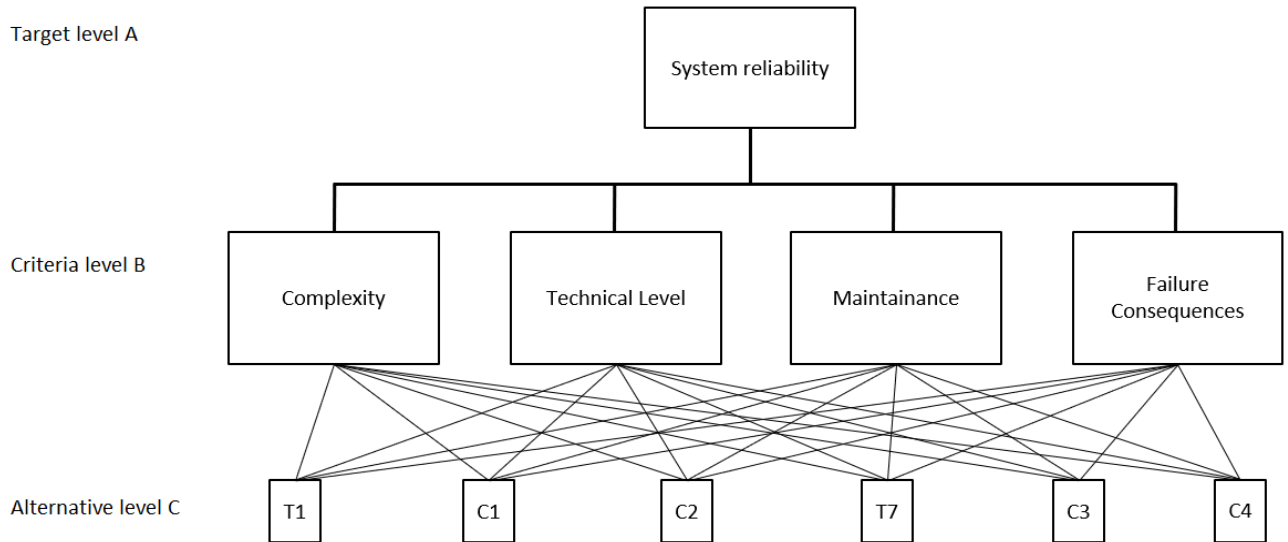 Target level A
System reliability
Criteria level B
Complexity
Technical Level
Maintainance
Failure
Consequences
Alternative level C
T1
C1
C2
T7
C3
C4